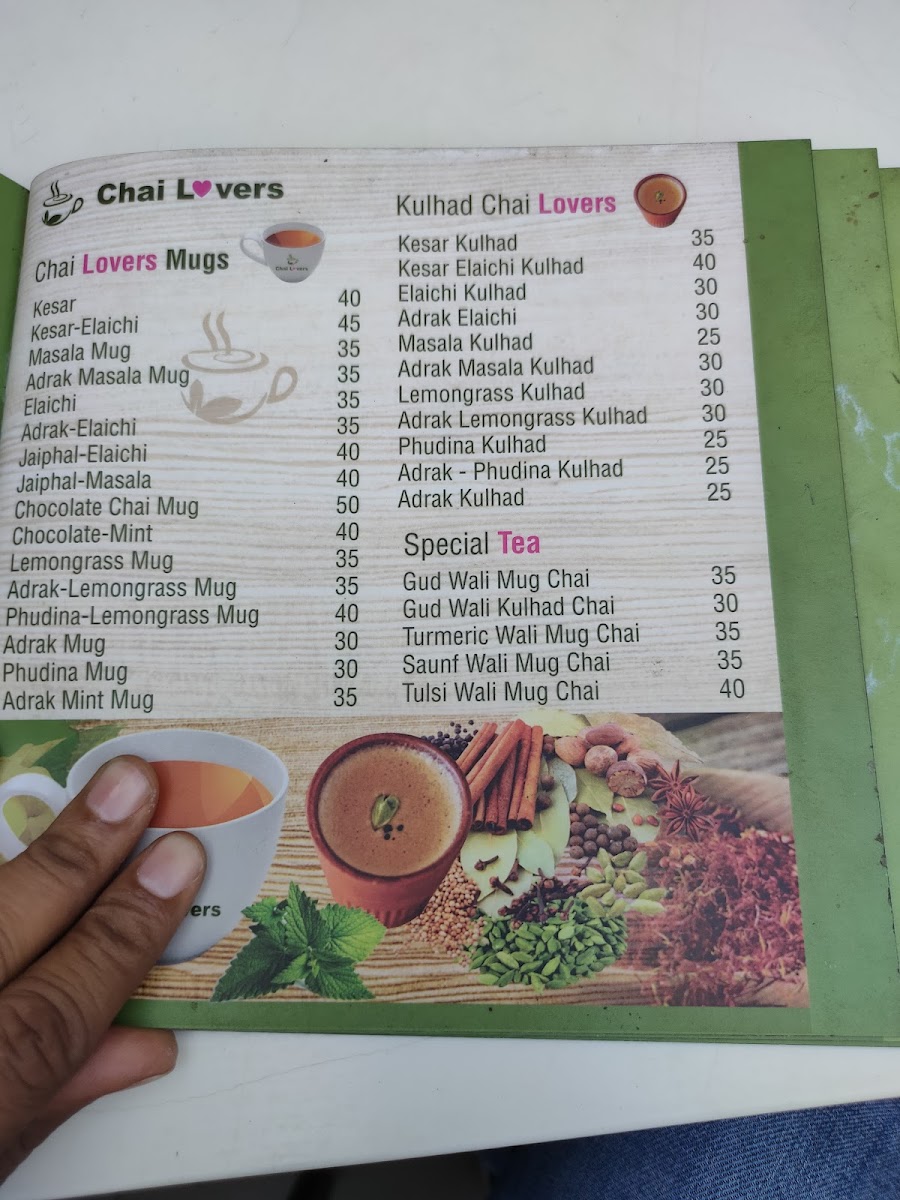 Chai Lovers
Chai Lovers Mugs
Chai Lovers
Kesar 40
Kesar-Elaichi 45
Masala Mug 35
Adrak Masala Mug 35
Elaichi 35
Adrak-Elaichi 35
Jaiphal-Elaichi 40
Jaiphal-Masala 40
Chocolate Chai Mug 50
Chocolate-Mint 40
Lemongrass Mug 35
Adrak-Lemongrass Mug 35
Phudina-Lemongrass Mug 40
Adrak Mug 30
Phudina Mug 30
Adrak Mint Mug 35
Kulhad Chai Lovers
Kesar Kulhad 35
Kesar Elaichi Kulhad 40
Elaichi Kulhad 30
Adrak Elaichi 30
Masala Kulhad 25
Adrak Masala Kulhad 30
Lemongrass Kulhad 30
Adrak Lemongrass Kulhad 30
Phudina Kulhad 25
Adrak - Phudina Kulhad 25
Adrak Kulhad 25
Special Tea
Gud Wali Mug Chai 35
Gud Wali Kulhad Chai 30
Turmeric Wali Mug Chai 35
Saunf Wali Mug Chai 35
Tulsi Wali Mug Chai 40
ers